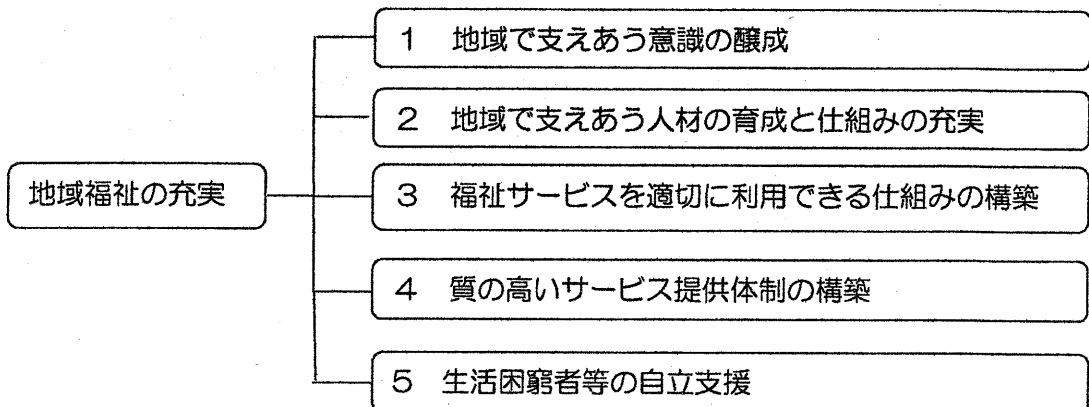 地域福祉の充実
1 地域で支えあう意識の醸成
2 地域で支えあう人材の育成と仕組みの充実
3 福祉サービスを適切に利用できる仕組みの構築
4 質の高いサービス提供体制の構築
5 生活困窮者等の自立支援